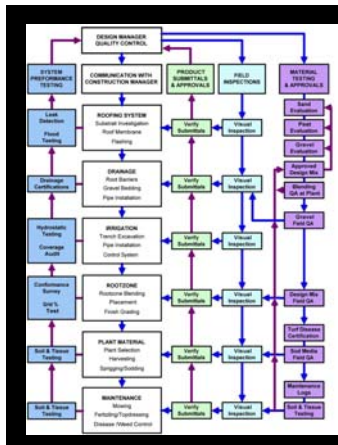 DESIGN MANAGER
QUALITY CONTROL
SYSTEM
PREFORMANCE
TESTING
COMMUNICATION WITH
CONSTRUCTION MANAGER
PRODUCT
SUBMITTALS
& APPROVALS
FIELD
INSPECTIONS
MATERIAL
TESTING
& APPROVALS
Sand
Evaluation
Peat
Evaluation
Gravel
Evaluation
Approved
Design Mix
Blending
QA at Plant
Gravel
Field QA
Design Mix
Field QA
Turf Disease
Certification
Soil Media
Field QA
Maintenance
Logs
Soil & Tissue
Testing
Leak
Detection
Flood
Testing
ROOFING SYSTEM
Substrat Investigation
Roof Membrane
Flashing
Verify
Submittals
Visual
Inspection
Drainage
Certifications
DRAINAGE
Root Barriers
Gravel Bedding
Pipe Installation
Verify
Submittals
Visual
Inspection
Hydrostatic
Testing
Coverage
Audit
IRRIGATION
Trench Excavation
Pipe Installation
Control System
Verify
Submittals
Visual
Inspection
Conformance
Survey
Grid %
Test
ROOTZONE
Rootzone Blending
Placement
Finish Grading
Verify
Submittals
Visual
Inspection
Soil & Tissue
Testing
PLANT MATERIAL
Plant Selection
Harvesting
Sprigging/Sodding
Verify
Submittals
Visual
Inspection
Soil & Tissue
Testing
MAINTENANCE
Mowing
Fertilizing/Topdressing
Disease /Weed Control
Verify
Submittals
Visual
Inspection